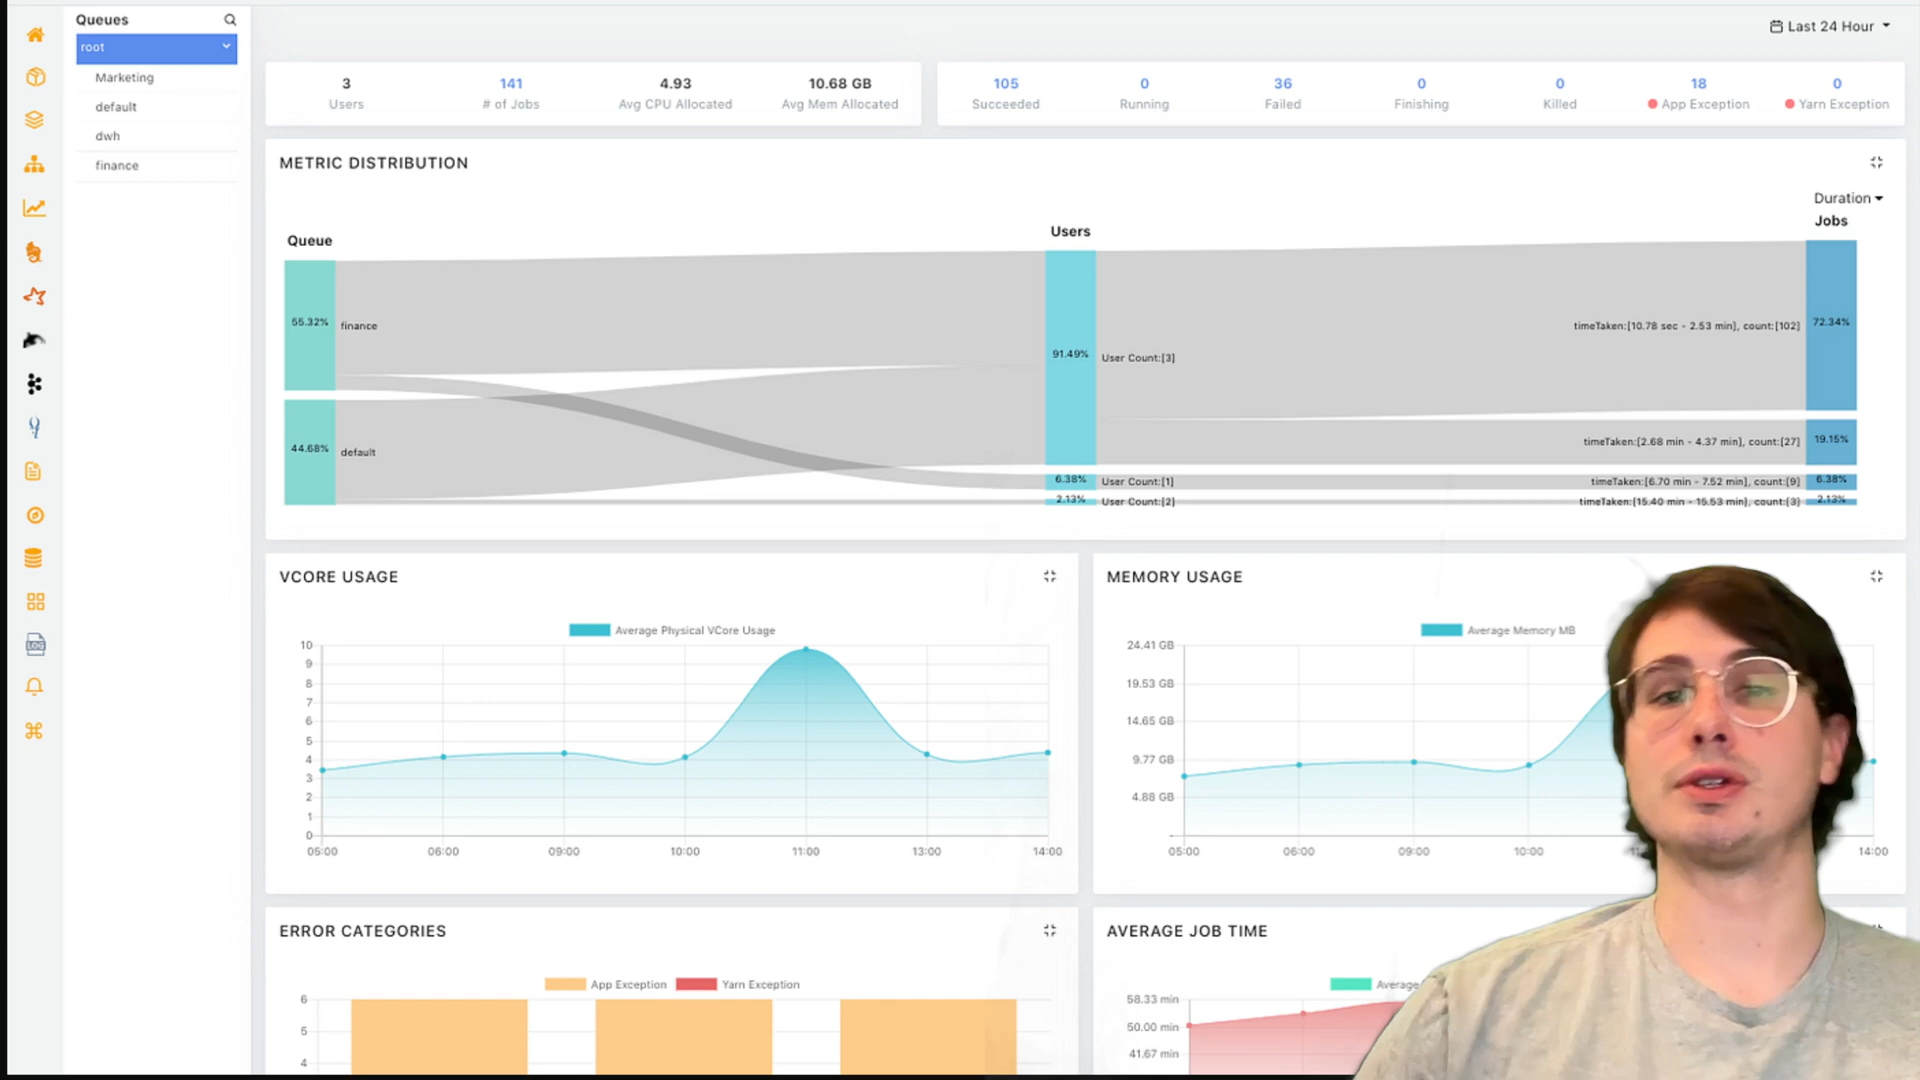 Queues
root
Marketing
default
dwh
finance
Last 24 Hour
3
Users
141
# of Jobs
4.93
Avg CPU Allocated
10.68 GB
Avg Mem Allocated
105
Succeeded
0
Running
36
Failed
0
Finishing
0
Killed
18
App Exception
0
Yarn Exception
METRIC DISTRIBUTION
Duration
Queue
Users
Jobs
55.32%
finance
44.68%
default
91.49%
User Count:[3]
6.38%
User Count:[1]
2.13%
User Count:[2]
timeTaken:[10.78 sec - 2.53 min], count:[102]
72.34%
timeTaken:[2.68 min - 4.37 min], count:[27]
19.15%
timeTaken:[6.70 min - 7.52 min], count:[9]
6.38%
timeTaken:[15.40 min - 15.53 min], count:[3]
2.13%
VCORE USAGE
Average Physical VCore Usage
10
9
8
7
6
5
4
3
2
1
0
05:00 06:00 09:00 10:00 11:00 13:00 14:00
MEMORY USAGE
Average Memory MB
24.41 GB
19.53 GB
14.65 GB
9.77 GB
4.88 GB
05:00 06:00 09:00 10:00 14:00
ERROR CATEGORIES
App Exception Yarn Exception
6
5
4
AVERAGE JOB TIME
Average
58.33 min
50.00 min
41.67 min
LOG